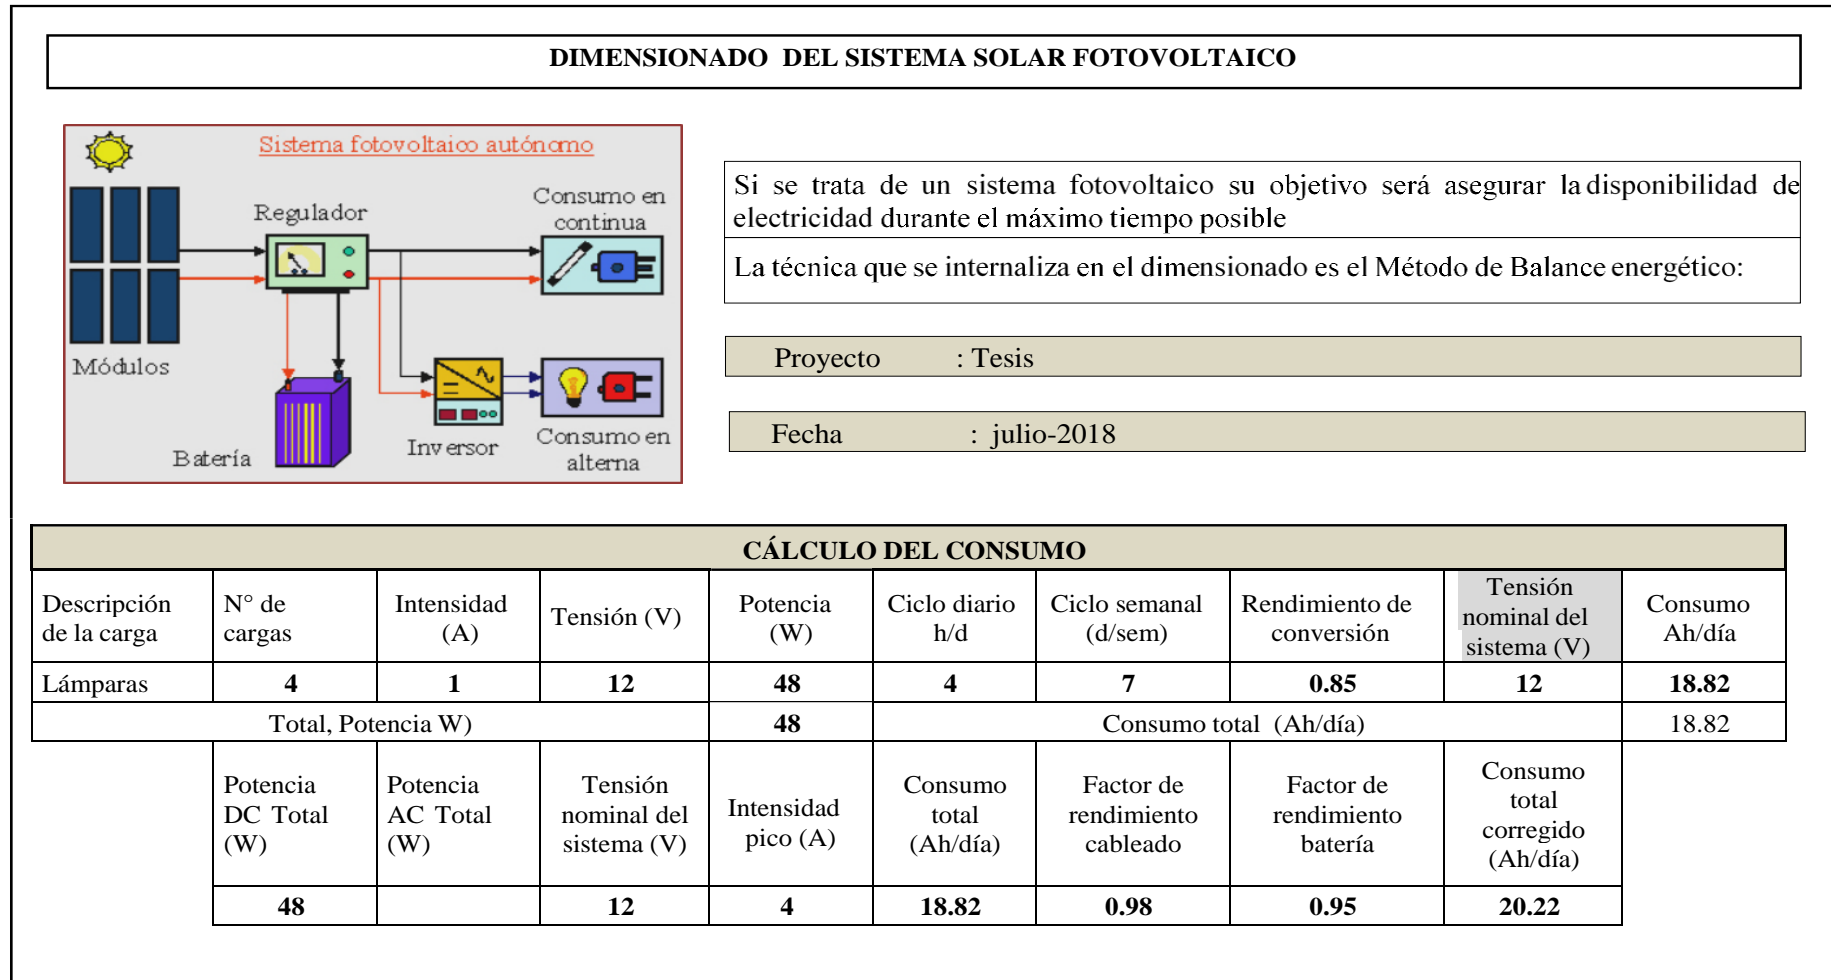 DIMENSIONADO DEL SISTEMA SOLAR FOTOVOLTAICO
Sistema fotovoltaico autónomo
Regulador
Consumo en
continua
Módulos
Batería
Inversor
Consumo en
alterna
Si se trata de un sistema fotovoltaico su objetivo será asegurar la disponibilidad de
electricidad durante el máximo tiempo posible
La técnica que se internaliza en el dimensionado es el Método de Balance energético:
Proyecto : Tesis
Fecha : julio-2018
CÁLCULO DEL CONSUMO
Descripción
de la carga
N° de
cargas
Intensidad
(A)
Tensión (V)
Potencia
(W)
Ciclo diario
h/d
Ciclo semanal
(d/sem)
Rendimiento de
conversión
Tensión
nominal del
sistema (V)
Consumo
Ah/día
Lámparas 4 1 12 48 4 7 0.85 12 18.82
Total, Potencia W) 48 Consumo total (Ah/día) 18.82
Potencia
DC Total
(W)
Potencia
AC Total
(W)
Tensión
nominal del
sistema (V)
Intensidad
pico (A)
Consumo
total
(Ah/día)
Factor de
rendimiento
cableado
Factor de
rendimiento
batería
Consumo
total
corregido
(Ah/día)
48 12 4 18.82 0.98 0.95 20.22